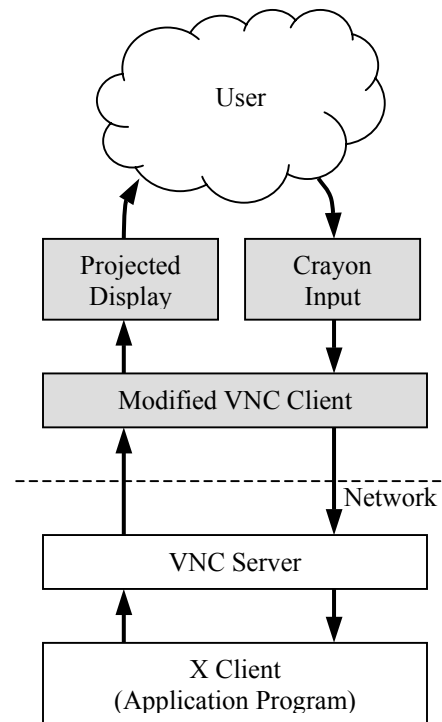 User
Projected
Display
Crayon
Input
Modified VNC Client
Network
VNC Server
X Client
(Application Program)